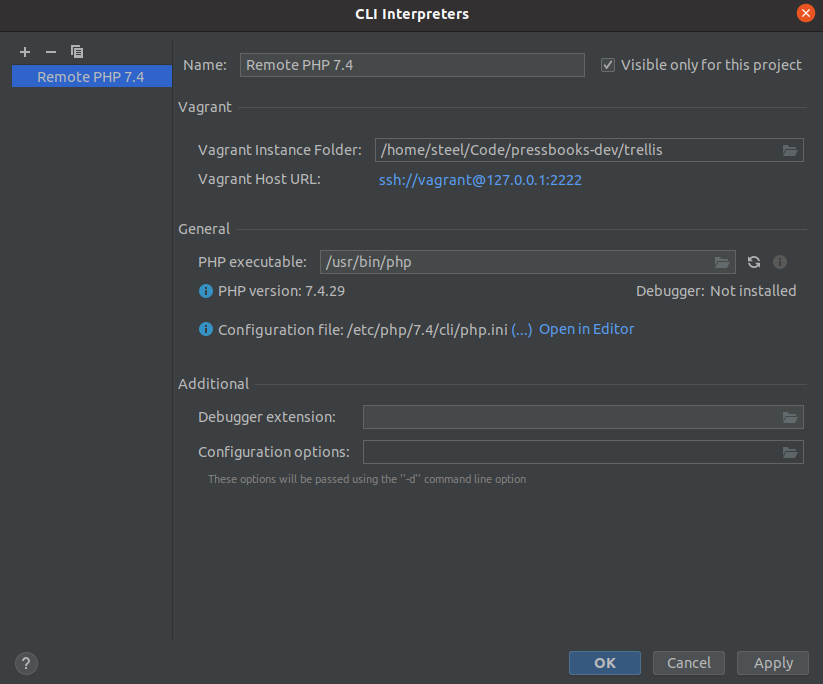 CLI Interpreters
Remote PHP 7.4
Name: Remote PHP 7.4 Visible only for this project
Vagrant
Vagrant Instance Folder: /home/steel/Code/pressbooks-dev/trellis
Vagrant Host URL: ssh://vagrant@127.0.0.1:2222
General
PHP executable: /usr/bin/php
PHP version: 7.4.29 Debugger: Not installed
Configuration file: /etc/php/7.4/cli/php.ini (...) Open in Editor
Additional
Debugger extension:
Configuration options:
These options will be passed using the ''-d'' command line option
? OK Cancel Apply